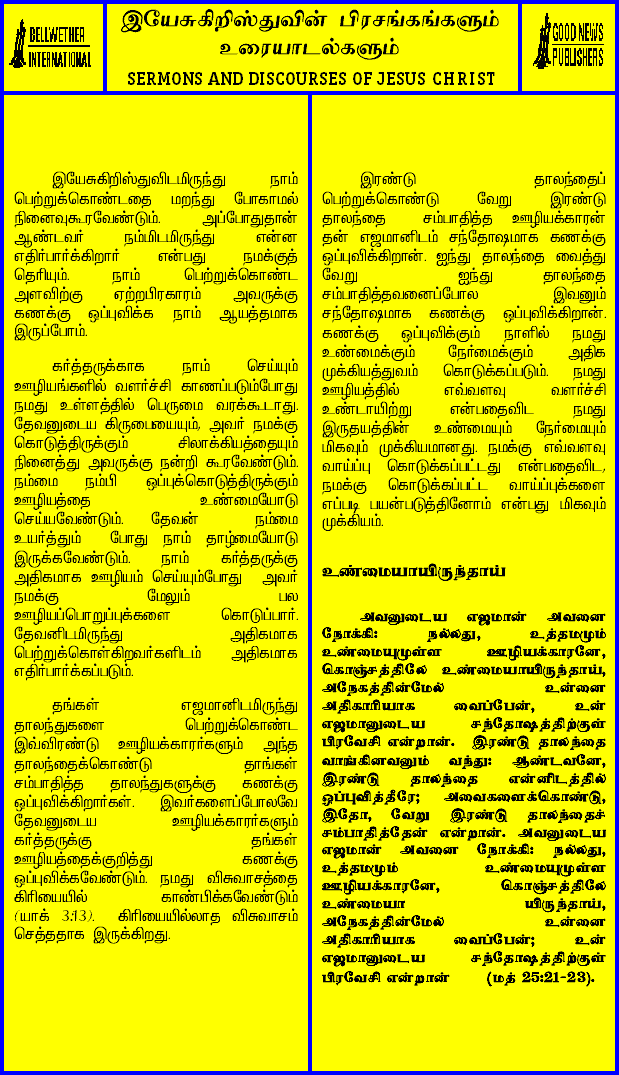 BELLWETHER
INTERNATIONAL
இயேசுகிறிஸ்துவின் பிரசங்கங்களும்
உரையாடல்களும்
SERMONS AND DISCOURSES OF JESUS CHRIST
GOOD NEWS
PUBLISHERS
இயேசுகிறிஸ்துவிடமிருந்து நாம்
பெற்றுக்கொண்டதை மறந்து போகாமல்
நினைவுகூரவேண்டும். அப்போதுதான்
ஆண்டவர் நம்மிடமிருந்து என்ன
எதிர்பார்க்கிறார் என்பது நமக்குத்
தெரியும். நாம் பெற்றுக்கொண்ட
அளவிற்கு ஏற்றபிரகாரம் அவருக்கு
கணக்கு ஒப்புவிக்க நாம் ஆயத்தமாக
இருப்போம்.
கர்த்தருக்காக நாம் செய்யும்
ஊழியங்களில் வளர்ச்சி காணப்படும்போது
நமது உள்ளத்தில் பெருமை வரக்கூடாது.
தேவனுடைய கிருபையையும், அவர் நமக்கு
கொடுத்திருக்கும் சிலாக்கியத்தையும்
நினைத்து அவருக்கு நன்றி கூரவேண்டும்.
நம்மை நம்பி ஒப்புக்கொடுத்திருக்கும்
ஊழியத்தை உண்மையோடு
செய்யவேண்டும். தேவன் நம்மை
உயர்த்தும் போது நாம் தாழ்மையோடு
இருக்கவேண்டும். நாம் கர்த்தருக்கு
அதிகமாக ஊழியம் செய்யும்போது அவர்
நமக்கு மேலும் பல
ஊழியப்பொறுப்புக்களை கொடுப்பார்.
தேவனிடமிருந்து அதிகமாக
பெற்றுக்கொள்கிறவர்களிடம் அதிகமாக
எதிர்பார்க்கப்படும்.
தங்கள் எஜமானிடமிருந்து
தாலந்துகளை பெற்றுக்கொண்ட
இவ்விரண்டு ஊழியக்காரர்களும் அந்த
தாலந்தைக்கொண்டு தாங்கள்
சம்பாதித்த தாலந்துகளுக்கு கணக்கு
ஒப்புவிக்கிறார்கள். இவர்களைப்போலவே
தேவனுடைய ஊழியக்காரர்களும்
கர்த்தருக்கு தங்கள்
ஊழியத்தைக்குறித்து கணக்கு
ஒப்புவிக்கவேண்டும். நமது விசுவாசத்தை
கிரியையில் காண்பிக்கவேண்டும்
(யாக் 3:13). கிரியையில்லாத விசுவாசம்
செத்ததாக இருக்கிறது.
இரண்டு தாலந்தைப்
பெற்றுக்கொண்டு வேறு இரண்டு
தாலந்தை சம்பாதித்த ஊழியக்காரன்
தன் எஜமானிடம் சந்தோஷமாக கணக்கு
ஒப்புவிக்கிறான். ஐந்து தாலந்தை வைத்து
வேறு ஐந்து தாலந்தை
சம்பாதித்தவனைப்போல இவனும்
சந்தோஷமாக கணக்கு ஒப்புவிக்கிறான்.
கணக்கு ஒப்புவிக்கும் நாளில் நமது
உண்மைக்கும் நேர்மைக்கும் அதிக
முக்கியத்துவம் கொடுக்கப்படும். நமது
ஊழியத்தில் எவ்வளவு வளர்ச்சி
உண்டாயிற்று என்பதைவிட நமது
இருதயத்தின் உண்மையும் நேர்மையும்
மிகவும் முக்கியமானது. நமக்கு எவ்வளவு
வாய்ப்பு கொடுக்கப்பட்டது என்பதைவிட,
நமக்கு கொடுக்கப்பட்ட வாய்ப்புக்களை
எப்படி பயன்படுத்தினோம் என்பது மிகவும்
முக்கியம்.
உண்மையாயிருந்தாய்
அவனுடைய எஜமான் அவனை
நோக்கி: நல்லது, உத்தமமும்
உண்மையுமுள்ள ஊழியக்காரனே,
கொஞ்சத்திலே உண்மையாயிருந்தாய்,
அநேகத்தின்மேல் உன்னை
அதிகாரியாக வைப்பேன், உன்
எஜமானுடைய சந்தோஷத்திற்குள்
பிரவேசி என்றான். இரண்டு தாலந்தை
வாங்கினவனும் வந்து: ஆண்டவனே,
இரண்டு தாலந்தை என்னிடத்தில்
ஒப்புவித்தீரே; அவைகளைக்கொண்டு,
இதோ, வேறு இரண்டு தாலந்தைச்
சம்பாதித்தேன் என்றான். அவனுடைய
எஜமான் அவனை நோக்கி: நல்லது,
உத்தமமும் உண்மையுமுள்ள
ஊழியக்காரனே, கொஞ்சத்திலே
உண்மையா யிருந்தாய்,
அநேகத்தின்மேல் உன்னை
அதிகாரியாக வைப்பேன்; உன்
எஜமானுடைய சந்தோஷத்திற்குள்
பிரவேசி என்றான் (மத் 25:21-23).